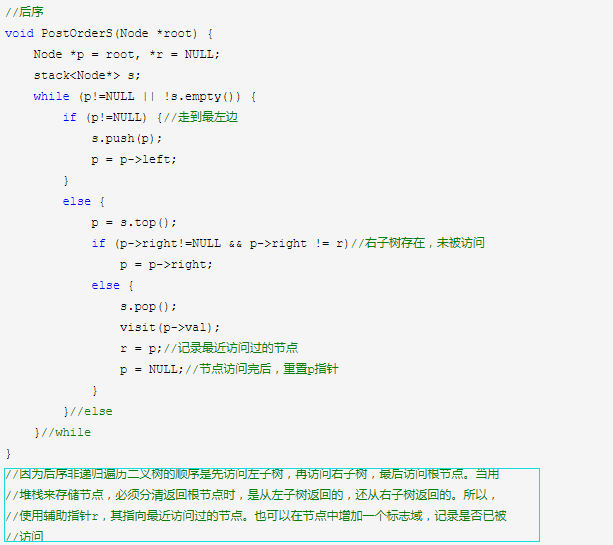 //后序
void PostOrderS(Node *root) {
    Node *p = root, *r = NULL;
    stack<Node*> s;
    while (p!=NULL || !s.empty()) {
        if (p!=NULL) {//走到最左边
            s.push(p);
            p = p->left;
        }
        else {
            p = s.top();
            if (p->right!=NULL && p->right != r)//右子树存在，未被访问
                p = p->right;
            else {
                s.pop();
                visit(p->val);
                r = p;//记录最近访问过的节点
                p = NULL;//节点访问完后，重置p指针
            }
        }//else
    }//while
}
//因为后序非递归遍历二叉树的顺序是先访问左子树，再访问右子树，最后访问根节点。当用
//堆栈来存储节点，必须分清返回根节点时，是从左子树返回的，还从右子树返回的。所以，
//使用辅助指针r，其指向最近访问过的节点。也可以在节点中增加一个标志域，记录是否已被
//访问